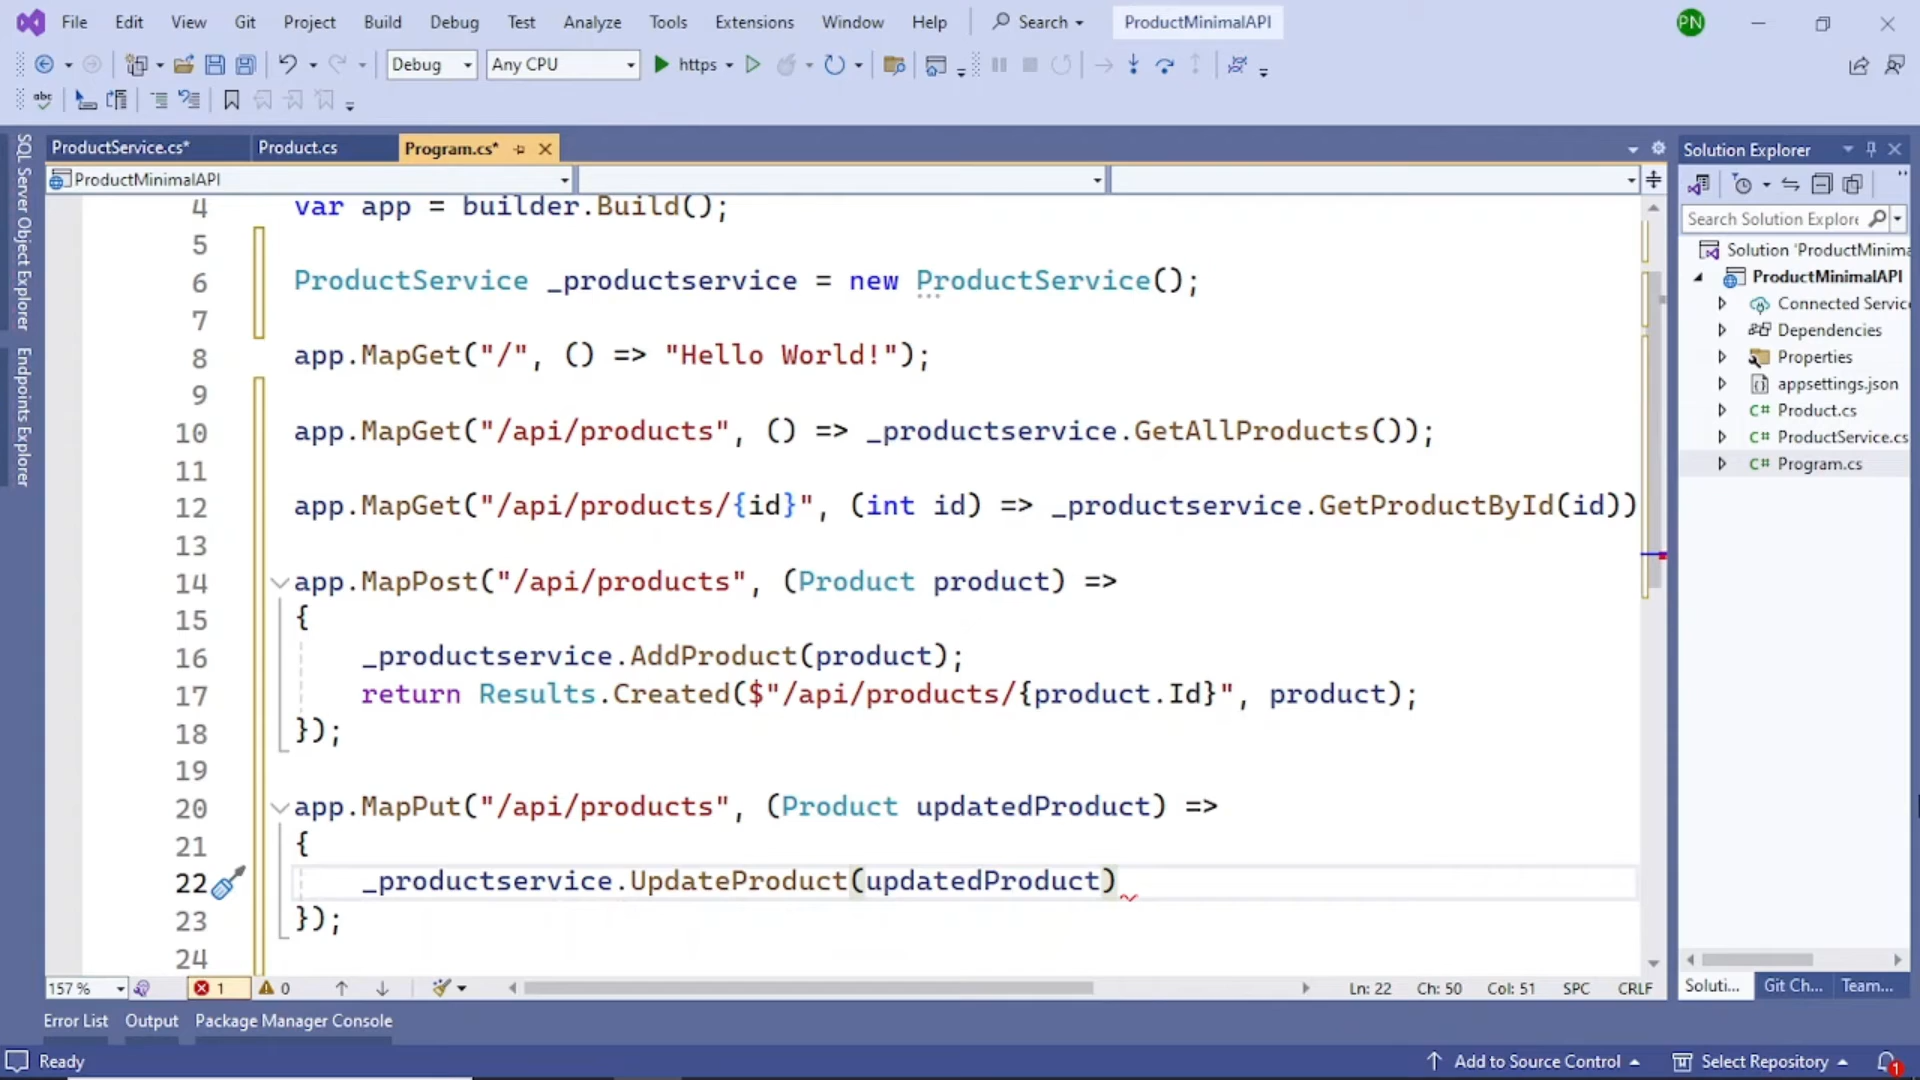 File Edit View Git Project Build Debug Test Analyze Tools Extensions Window Help Search ProductMinimalAPI PN
Debug Any CPU https
abc
ProductService.cs* Product.cs Program.cs*
ProductMinimalAPI
SQL Server Object Explorer
Endpoints Explorer
4 var app = builder.Build();
5
6 ProductService _productservice = new ProductService();
7
8 app.MapGet("/", () => "Hello World!");
9
10 app.MapGet("/api/products", () => _productservice.GetAllProducts());
11
12 app.MapGet("/api/products/{id}", (int id) => _productservice.GetProductById(id))
13
14 app.MapPost("/api/products", (Product product) =>
15 {
16 _productservice.AddProduct(product);
17 return Results.Created($"/api/products/{product.Id}", product);
18 });
19
20 app.MapPut("/api/products", (Product updatedProduct) =>
21 {
22 _productservice.UpdateProduct(updatedProduct)
23 });
24
157 % 1 0 Ln: 22 Ch: 50 Col: 51 SPC CRLF
Solution Explorer
Search Solution Explore
Solution 'ProductMinima
ProductMinimalAPI
Connected Servic
Dependencies
Properties
appsettings.json
C# Product.cs
C# ProductService.cs
C# Program.cs
Soluti... Git Ch... Team...
Error List Output Package Manager Console
Ready Add to Source Control Select Repository 1